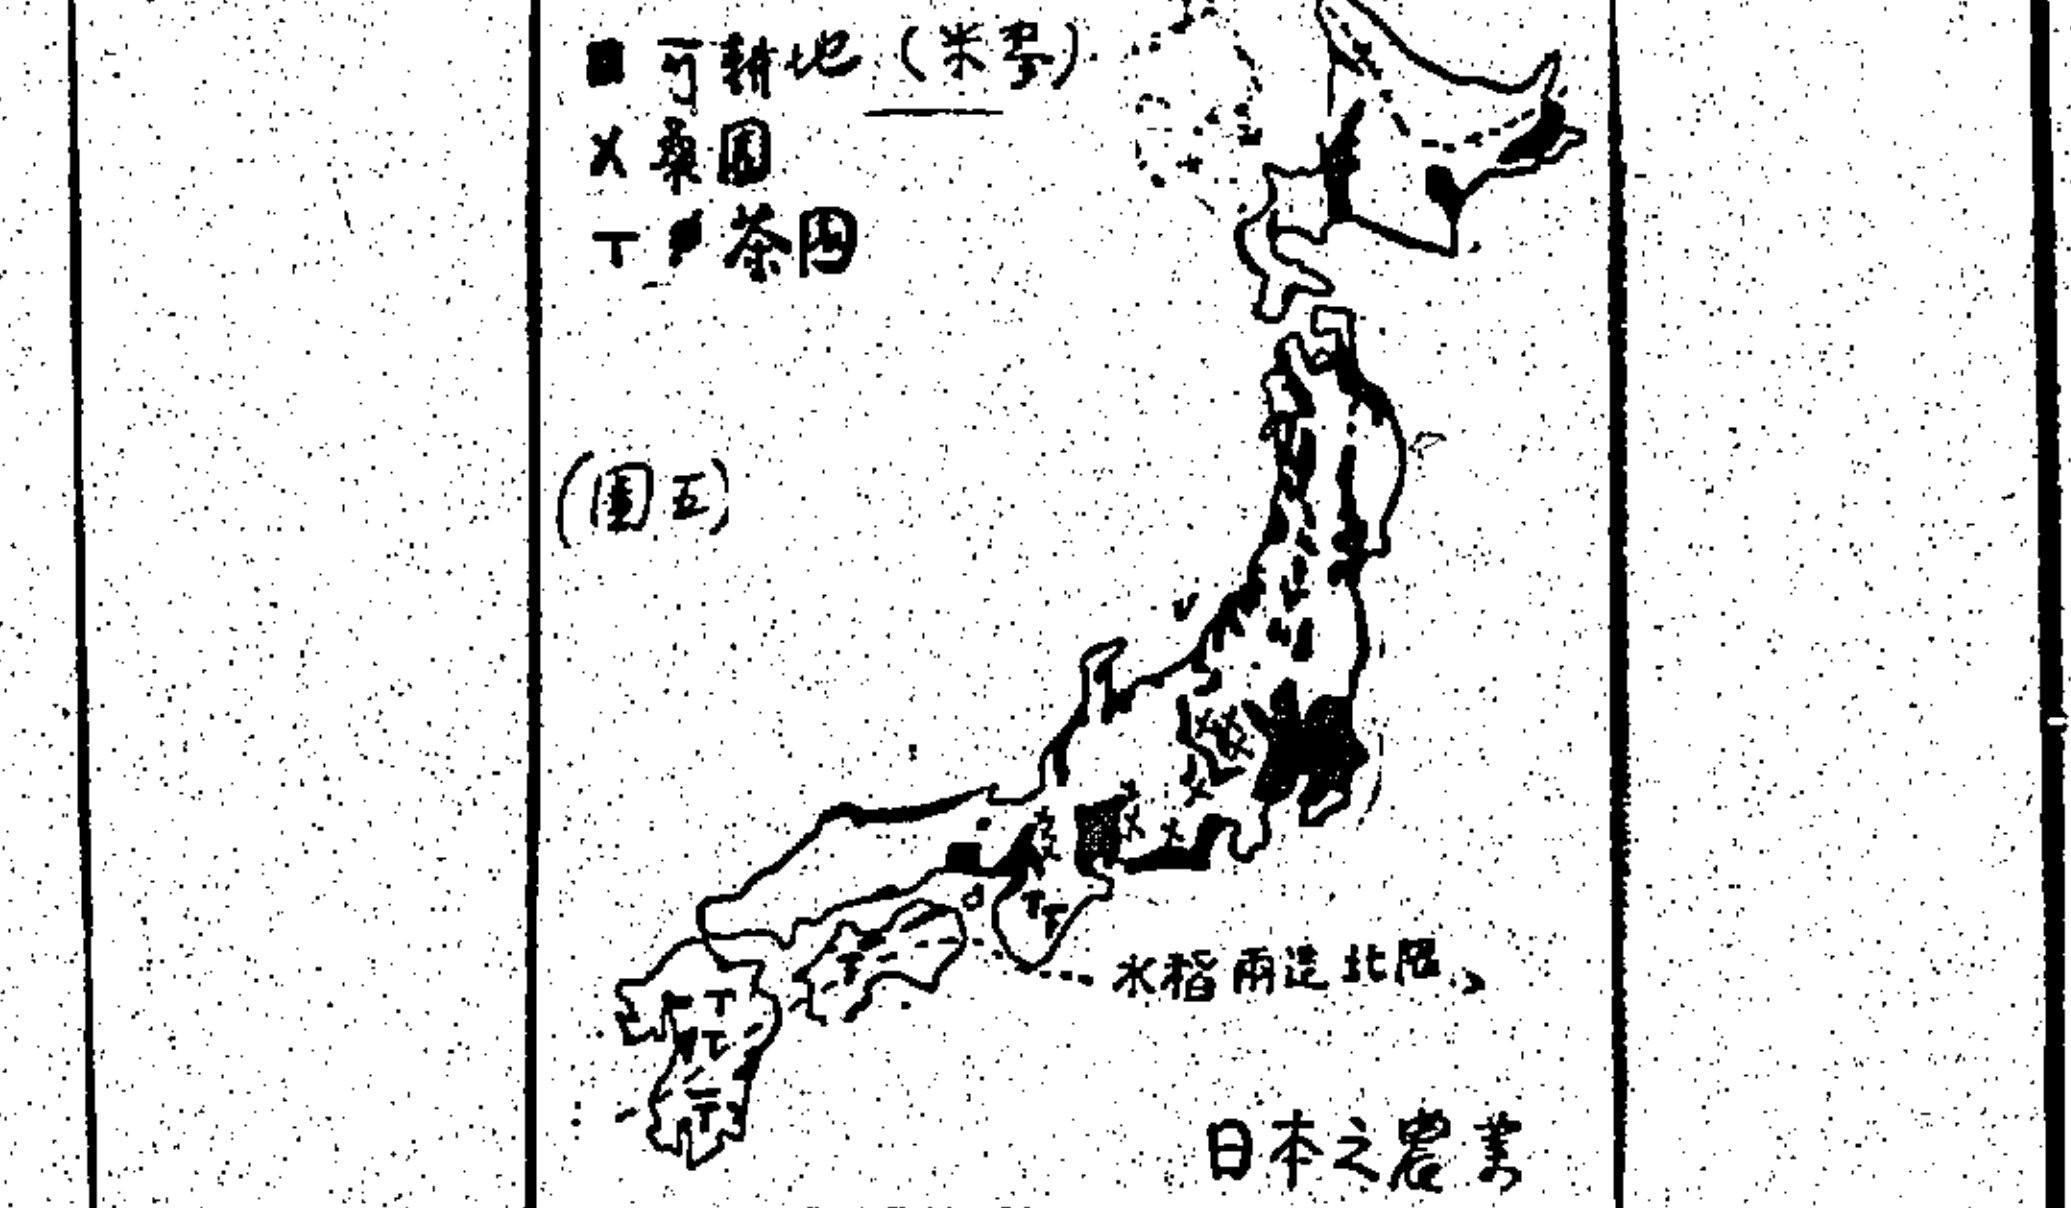 ■ 可耕地（米麥）
X 桑園
T 茶園
（圖五）
水稻兩造北限
日本之農業